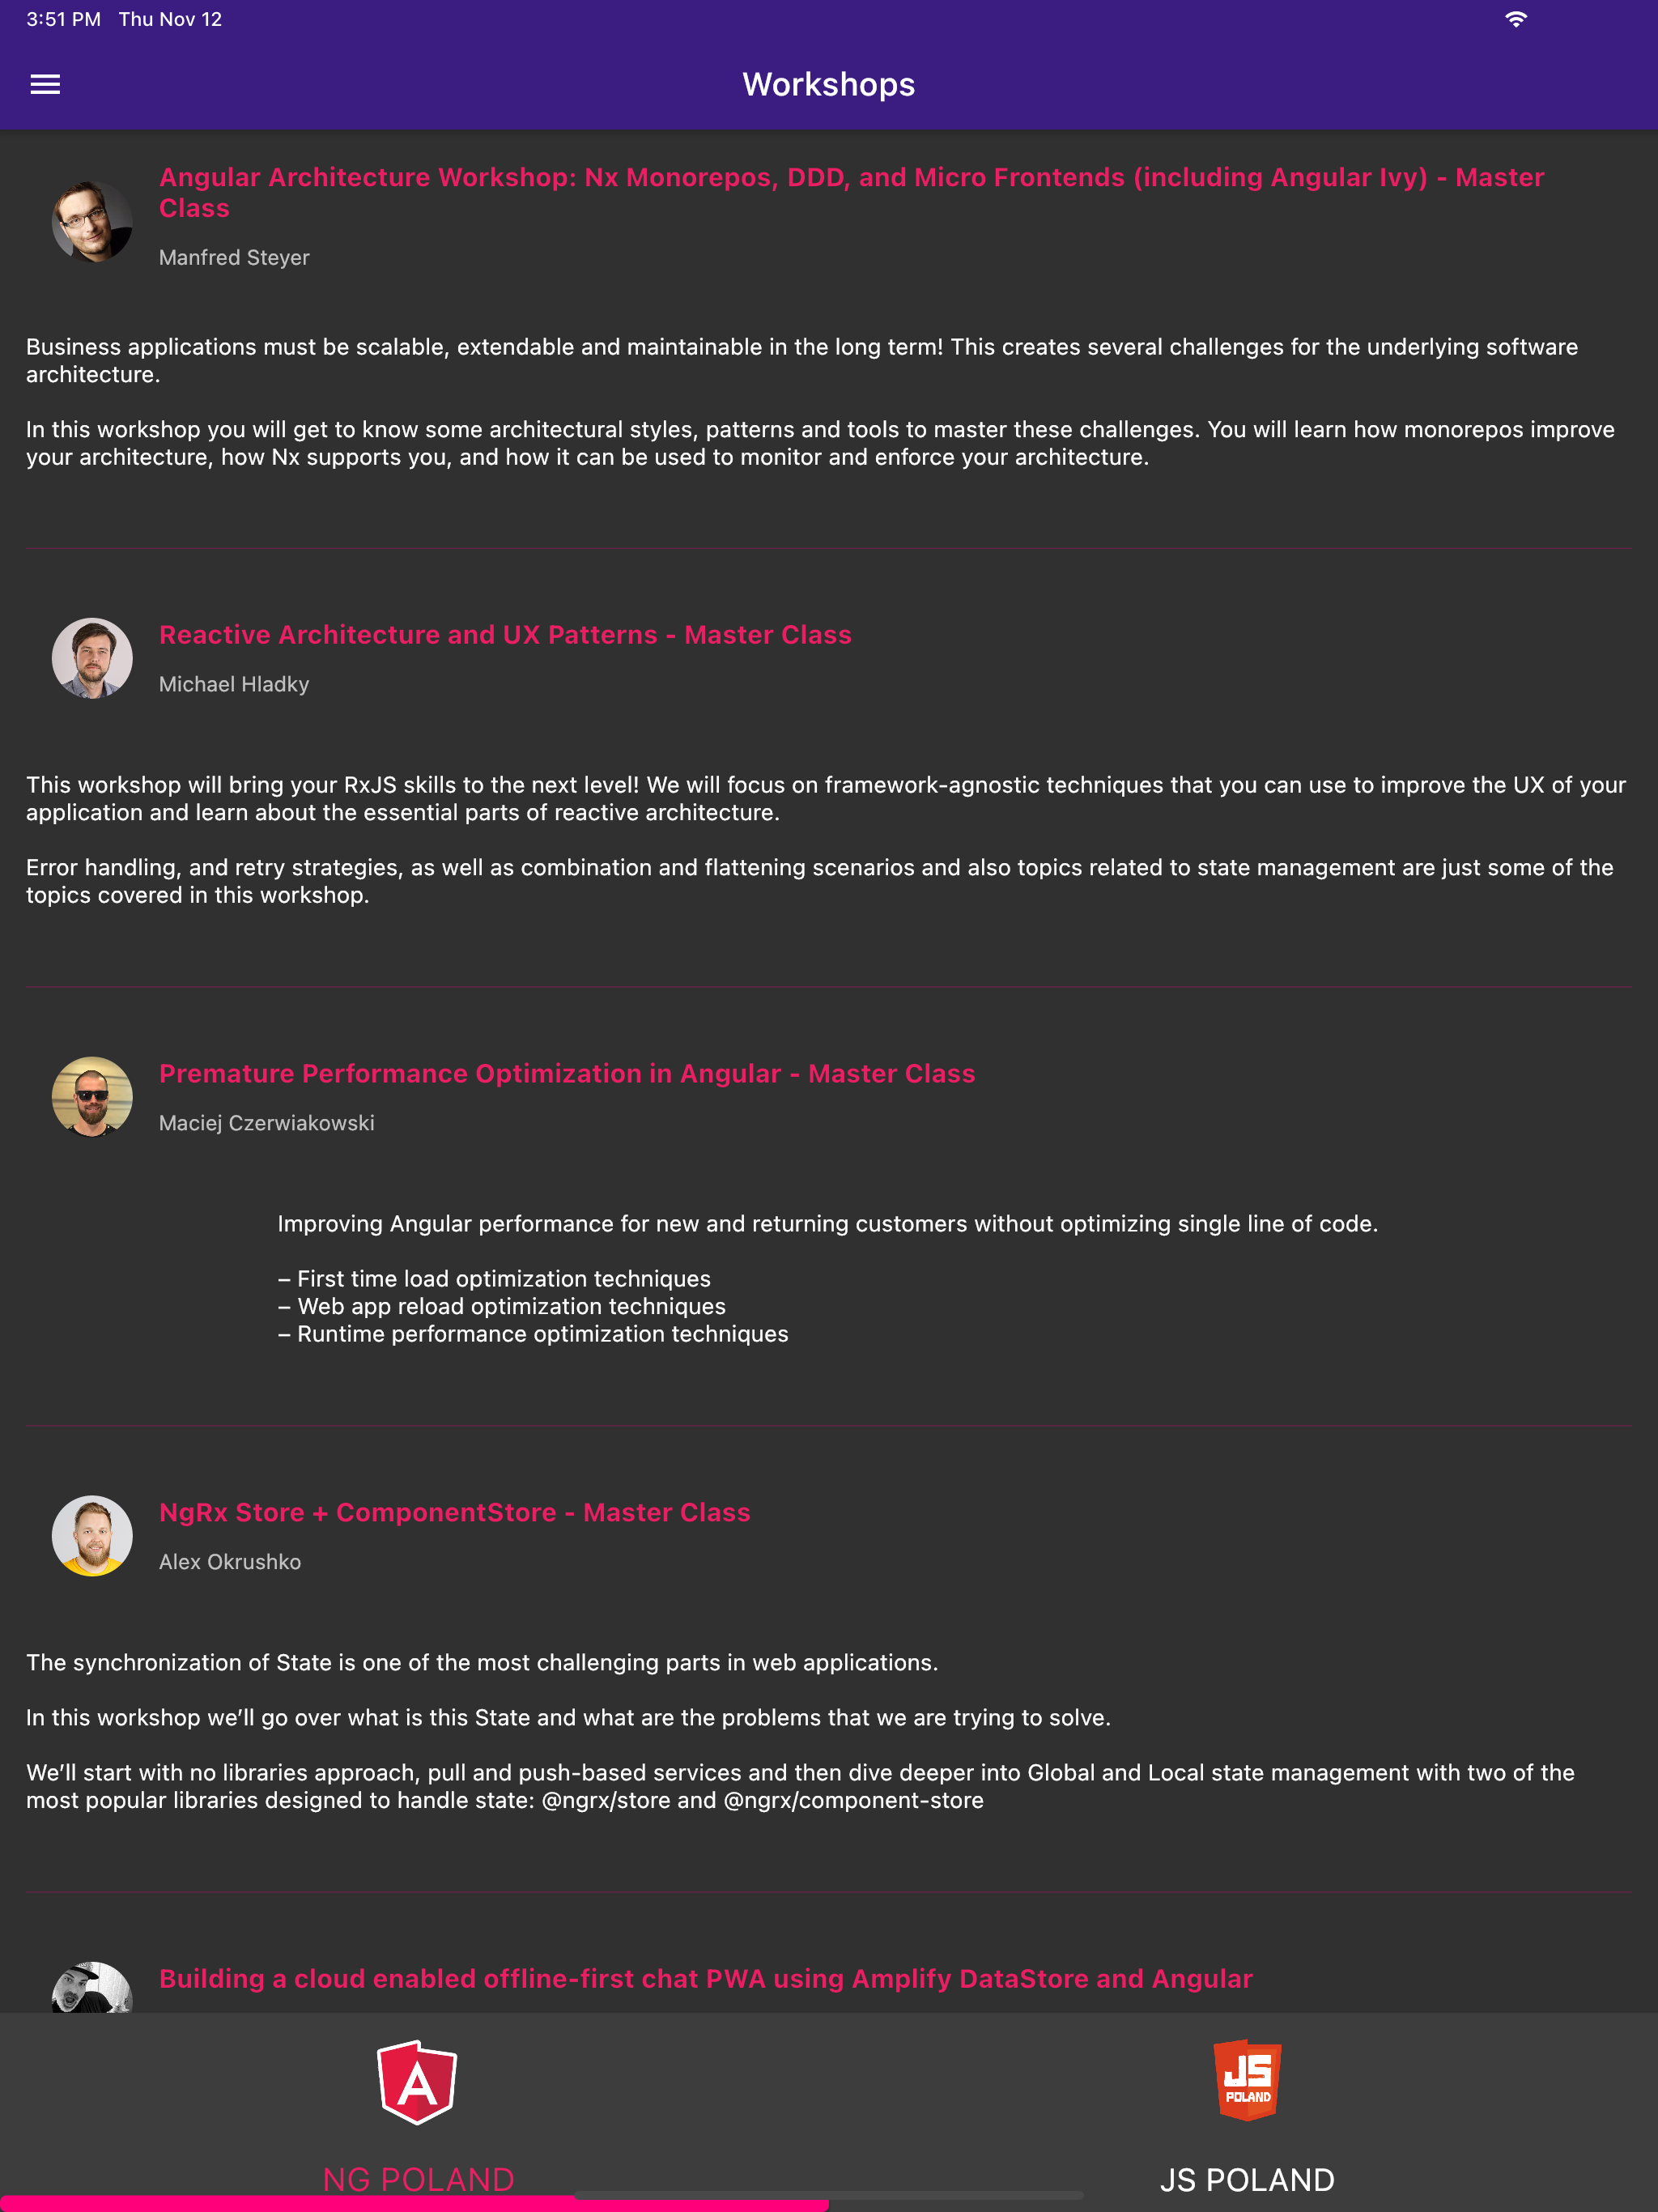 3:51 PM Thu Nov 12
Workshops
Angular Architecture Workshop: Nx Monorepos, DDD, and Micro Frontends (including Angular Ivy) - Master
Class
Manfred Steyer
Business applications must be scalable, extendable and maintainable in the long term! This creates several challenges for the underlying software
architecture.
In this workshop you will get to know some architectural styles, patterns and tools to master these challenges. You will learn how monorepos improve
your architecture, how Nx supports you, and how it can be used to monitor and enforce your architecture.
Reactive Architecture and UX Patterns - Master Class
Michael Hladky
This workshop will bring your RxJS skills to the next level! We will focus on framework-agnostic techniques that you can use to improve the UX of your
application and learn about the essential parts of reactive architecture.
Error handling, and retry strategies, as well as combination and flattening scenarios and also topics related to state management are just some of the
topics covered in this workshop.
Premature Performance Optimization in Angular - Master Class
Maciej Czerwiakowski
Improving Angular performance for new and returning customers without optimizing single line of code.
– First time load optimization techniques
– Web app reload optimization techniques
– Runtime performance optimization techniques
NgRx Store + ComponentStore - Master Class
Alex Okrushko
The synchronization of State is one of the most challenging parts in web applications.
In this workshop we’ll go over what is this State and what are the problems that we are trying to solve.
We’ll start with no libraries approach, pull and push-based services and then dive deeper into Global and Local state management with two of the
most popular libraries designed to handle state: @ngrx/store and @ngrx/component-store
Building a cloud enabled offline-first chat PWA using Amplify DataStore and Angular
A
JS
POLAND
NG POLAND
JS POLAND